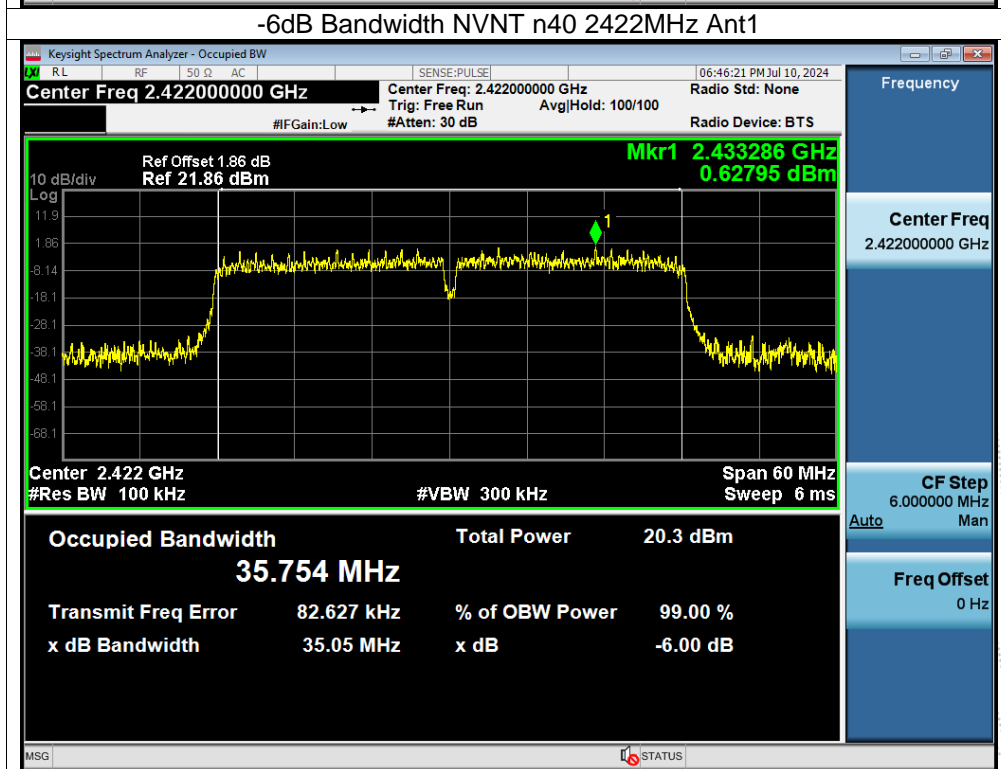 -6dB Bandwidth NVNT n40 2422MHz Ant1
Keysight Spectrum Analyzer - Occupied BW
LXI RL RF 50 Ω AC SENSE:PULSE 06:46:21 PM Jul 10, 2024
Center Freq 2.422000000 GHz
Center Freq: 2.422000000 GHz Radio Std: None
Trig: Free Run Avg|Hold: 100/100
#IFGain:Low #Atten: 30 dB Radio Device: BTS
Frequency
Mkr1 2.433286 GHz
0.62795 dBm
Ref Offset 1.86 dB
10 dB/div Ref 21.86 dBm
Log
11.9
1.86
-8.14
-18.1
-28.1
-38.1
-48.1
-58.1
-68.1
1
Center 2.422 GHz Span 60 MHz
#Res BW 100 kHz #VBW 300 kHz Sweep 6 ms
Center Freq
2.422000000 GHz
CF Step
6.000000 MHz
Auto Man
Freq Offset
0 Hz
Occupied Bandwidth Total Power 20.3 dBm
35.754 MHz
Transmit Freq Error 82.627 kHz % of OBW Power 99.00 %
x dB Bandwidth 35.05 MHz x dB -6.00 dB
MSG STATUS